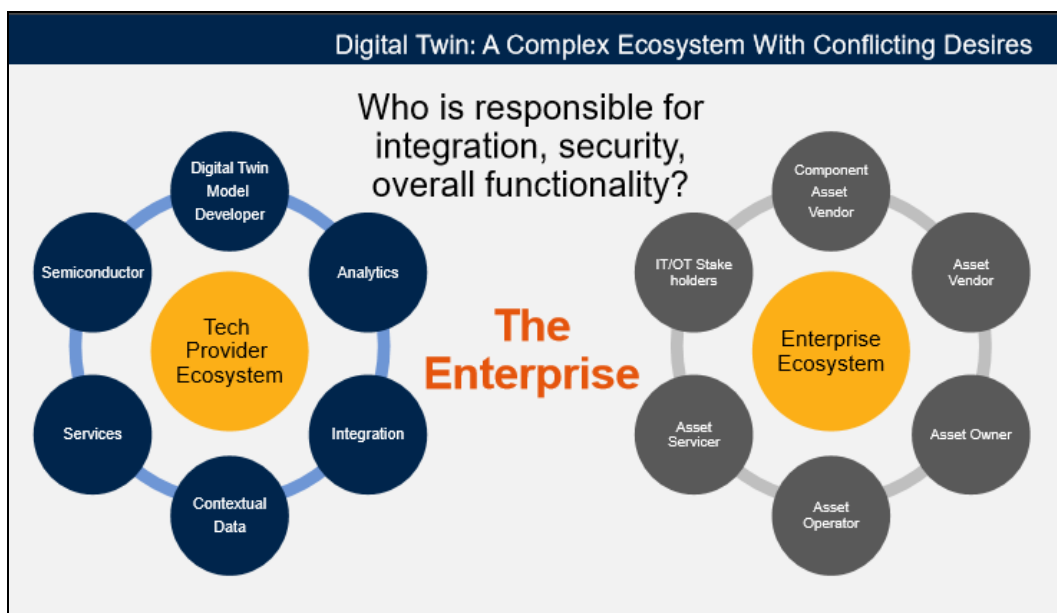 Digital Twin: A Complex Ecosystem With Conflicting Desires
Who is responsible for
integration, security,
overall functionality?
Digital Twin
Model
Developer
Semiconductor
Analytics
Tech
Provider
Ecosystem
Services
Integration
Contextual
Data
The
Enterprise
Component
Asset
Vendor
IT/OT Stake
holders
Asset
Vendor
Enterprise
Ecosystem
Asset
Servicer
Asset Owner
Asset
Operator